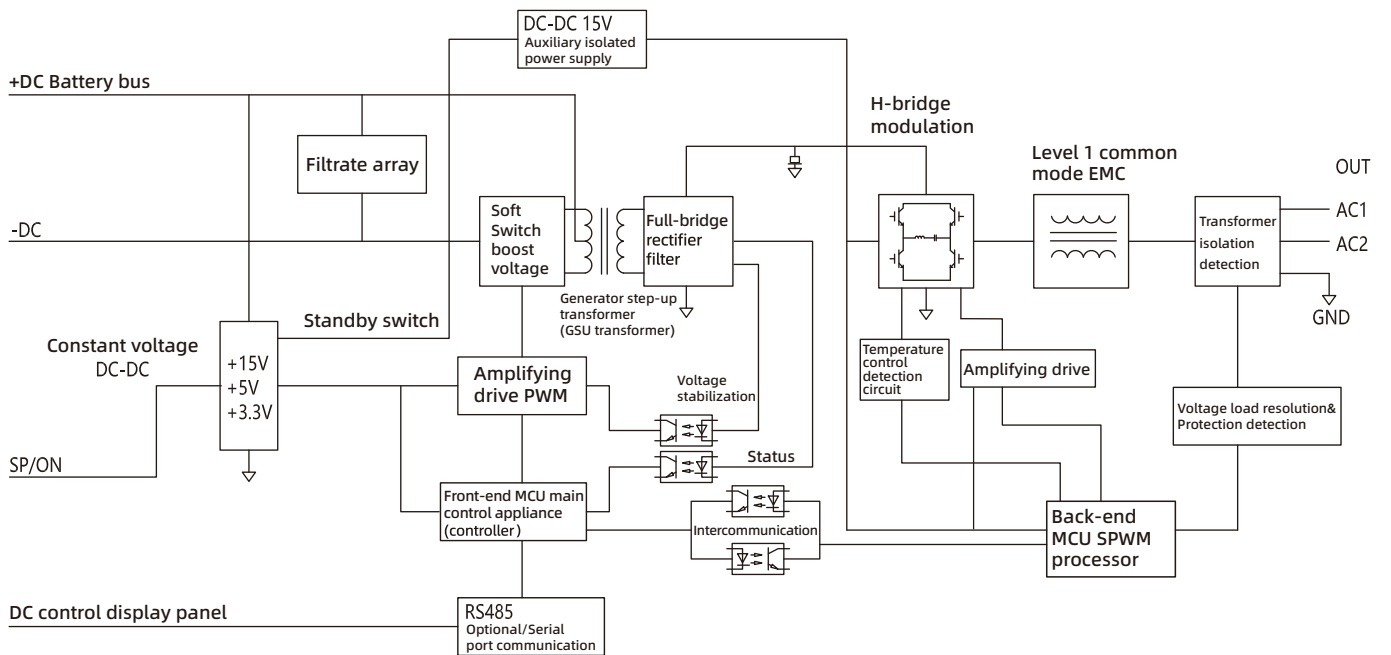 DC-DC 15V
Auxiliary isolated
power supply
+DC Battery bus
H-bridge
modulation
Filtrate array
Level 1 common
mode EMC
OUT
Soft
Switch
boost
voltage
Full-bridge
rectifier
filter
Transformer
isolation
detection
AC1
-DC
AC2
Generator step-up
transformer
(GSU transformer)
GND
Standby switch
Constant voltage
DC-DC
+15V
+5V
+3.3V
Amplifying
drive PWM
Voltage
stabilization
Temperature
control
detection
circuit
Amplifying drive
Voltage load resolution&
Protection detection
SP/ON
Status
Front-end MCU main
control appliance
(controller)
Intercommunication
Back-end
MCU SPWM
processor
DC control display panel
RS485
Optional/Serial
port communication